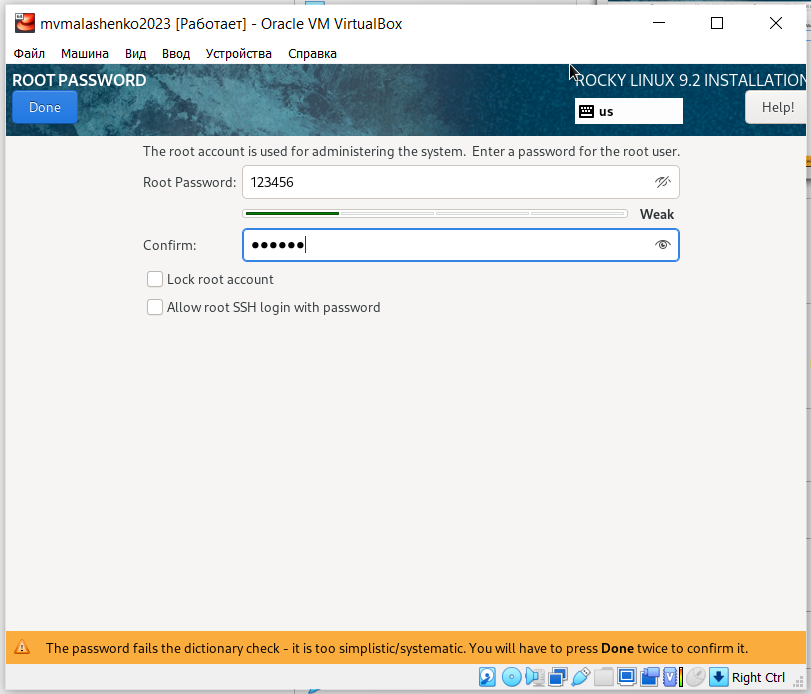 mvmalashenko2023 [Работает] - Oracle VM VirtualBox
Файл Машина Вид Ввод Устройства Справка
ROOT PASSWORD
ROCKY LINUX 9.2 INSTALLATION
Done
us
Help!
The root account is used for administering the system. Enter a password for the root user.
Root Password: 123456
Weak
Confirm: ●●●●●●
Lock root account
Allow root SSH login with password
The password fails the dictionary check - it is too simplistic/systematic. You will have to press Done twice to confirm it.
Right Ctrl